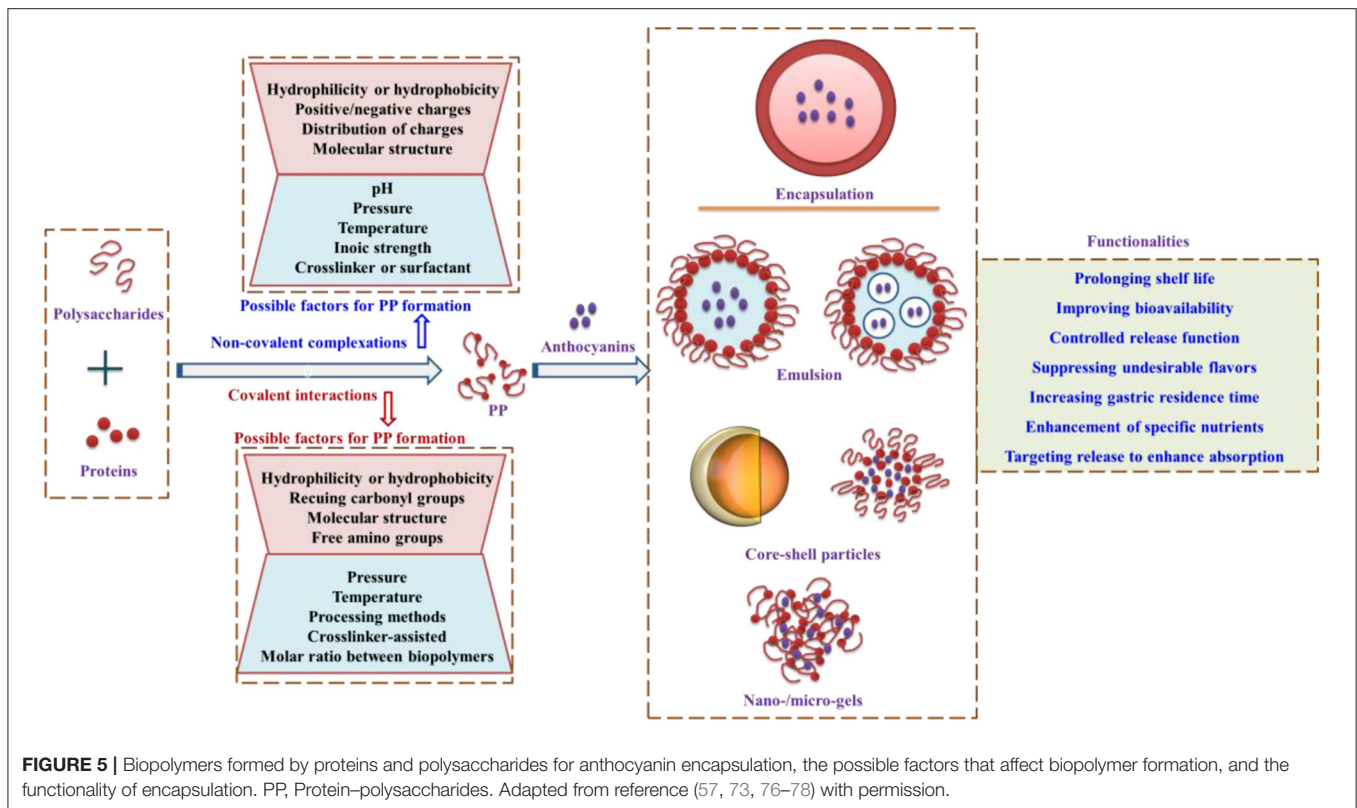 Polysaccharides
Proteins
Hydrophilicity or hydrophobicity
Positive/negative charges
Distribution of charges
Molecular structure
pH
Pressure
Temperature
Inoic strength
Crosslinker or surfactant
Possible factors for PP formation
Non-covalent complexations
Covalent interactions
Possible factors for PP formation
Hydrophilicity or hydrophobicity
Recuing carbonyl groups
Molecular structure
Free amino groups
Pressure
Temperature
Processing methods
Crosslinker-assisted
Molar ratio between biopolymers
PP
Anthocyanins
Encapsulation
Emulsion
Core-shell particles
Nano-/micro-gels
Functionalities
Prolonging shelf life
Improving bioavailability
Controlled release function
Suppressing undesirable flavors
Increasing gastric residence time
Enhancement of specific nutrients
Targeting release to enhance absorption
FIGURE 5 | Biopolymers formed by proteins and polysaccharides for anthocyanin encapsulation, the possible factors that affect biopolymer formation, and the
functionality of encapsulation. PP, Protein–polysaccharides. Adapted from reference (57, 73, 76–78) with permission.